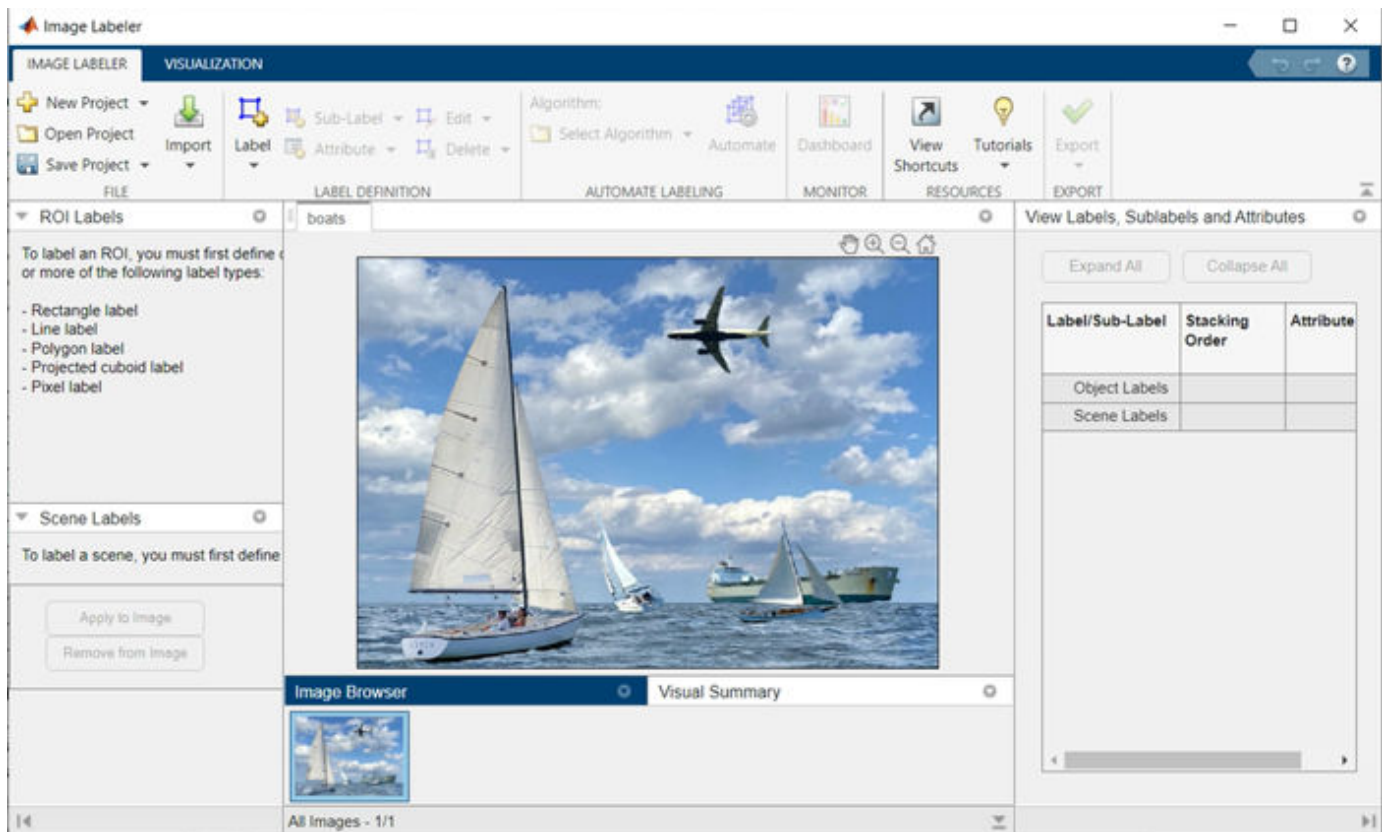 Image Labeler
IMAGE LABELER
VISUALIZATION
New Project
Open Project
Save Project
Import
FILE
Label
Sub-Label
Edit
Attribute
Delete
LABEL DEFINITION
Algorithm:
Select Algorithm
Automate
AUTOMATE LABELING
Dashboard
MONITOR
View
Shortcuts
Tutorials
RESOURCES
Export
EXPORT
ROI Labels
To label an ROI, you must first define
or more of the following label types:
- Rectangle label
- Line label
- Polygon label
- Projected cuboid label
- Pixel label
Scene Labels
To label a scene, you must first define
Apply to Image
Remove from Image
boats
Image Browser
Visual Summary
All Images - 1/1
View Labels, Sublabels and Attributes
Expand All
Collapse All
Label/Sub-Label
Stacking
Order
Attribute
Object Labels
Scene Labels